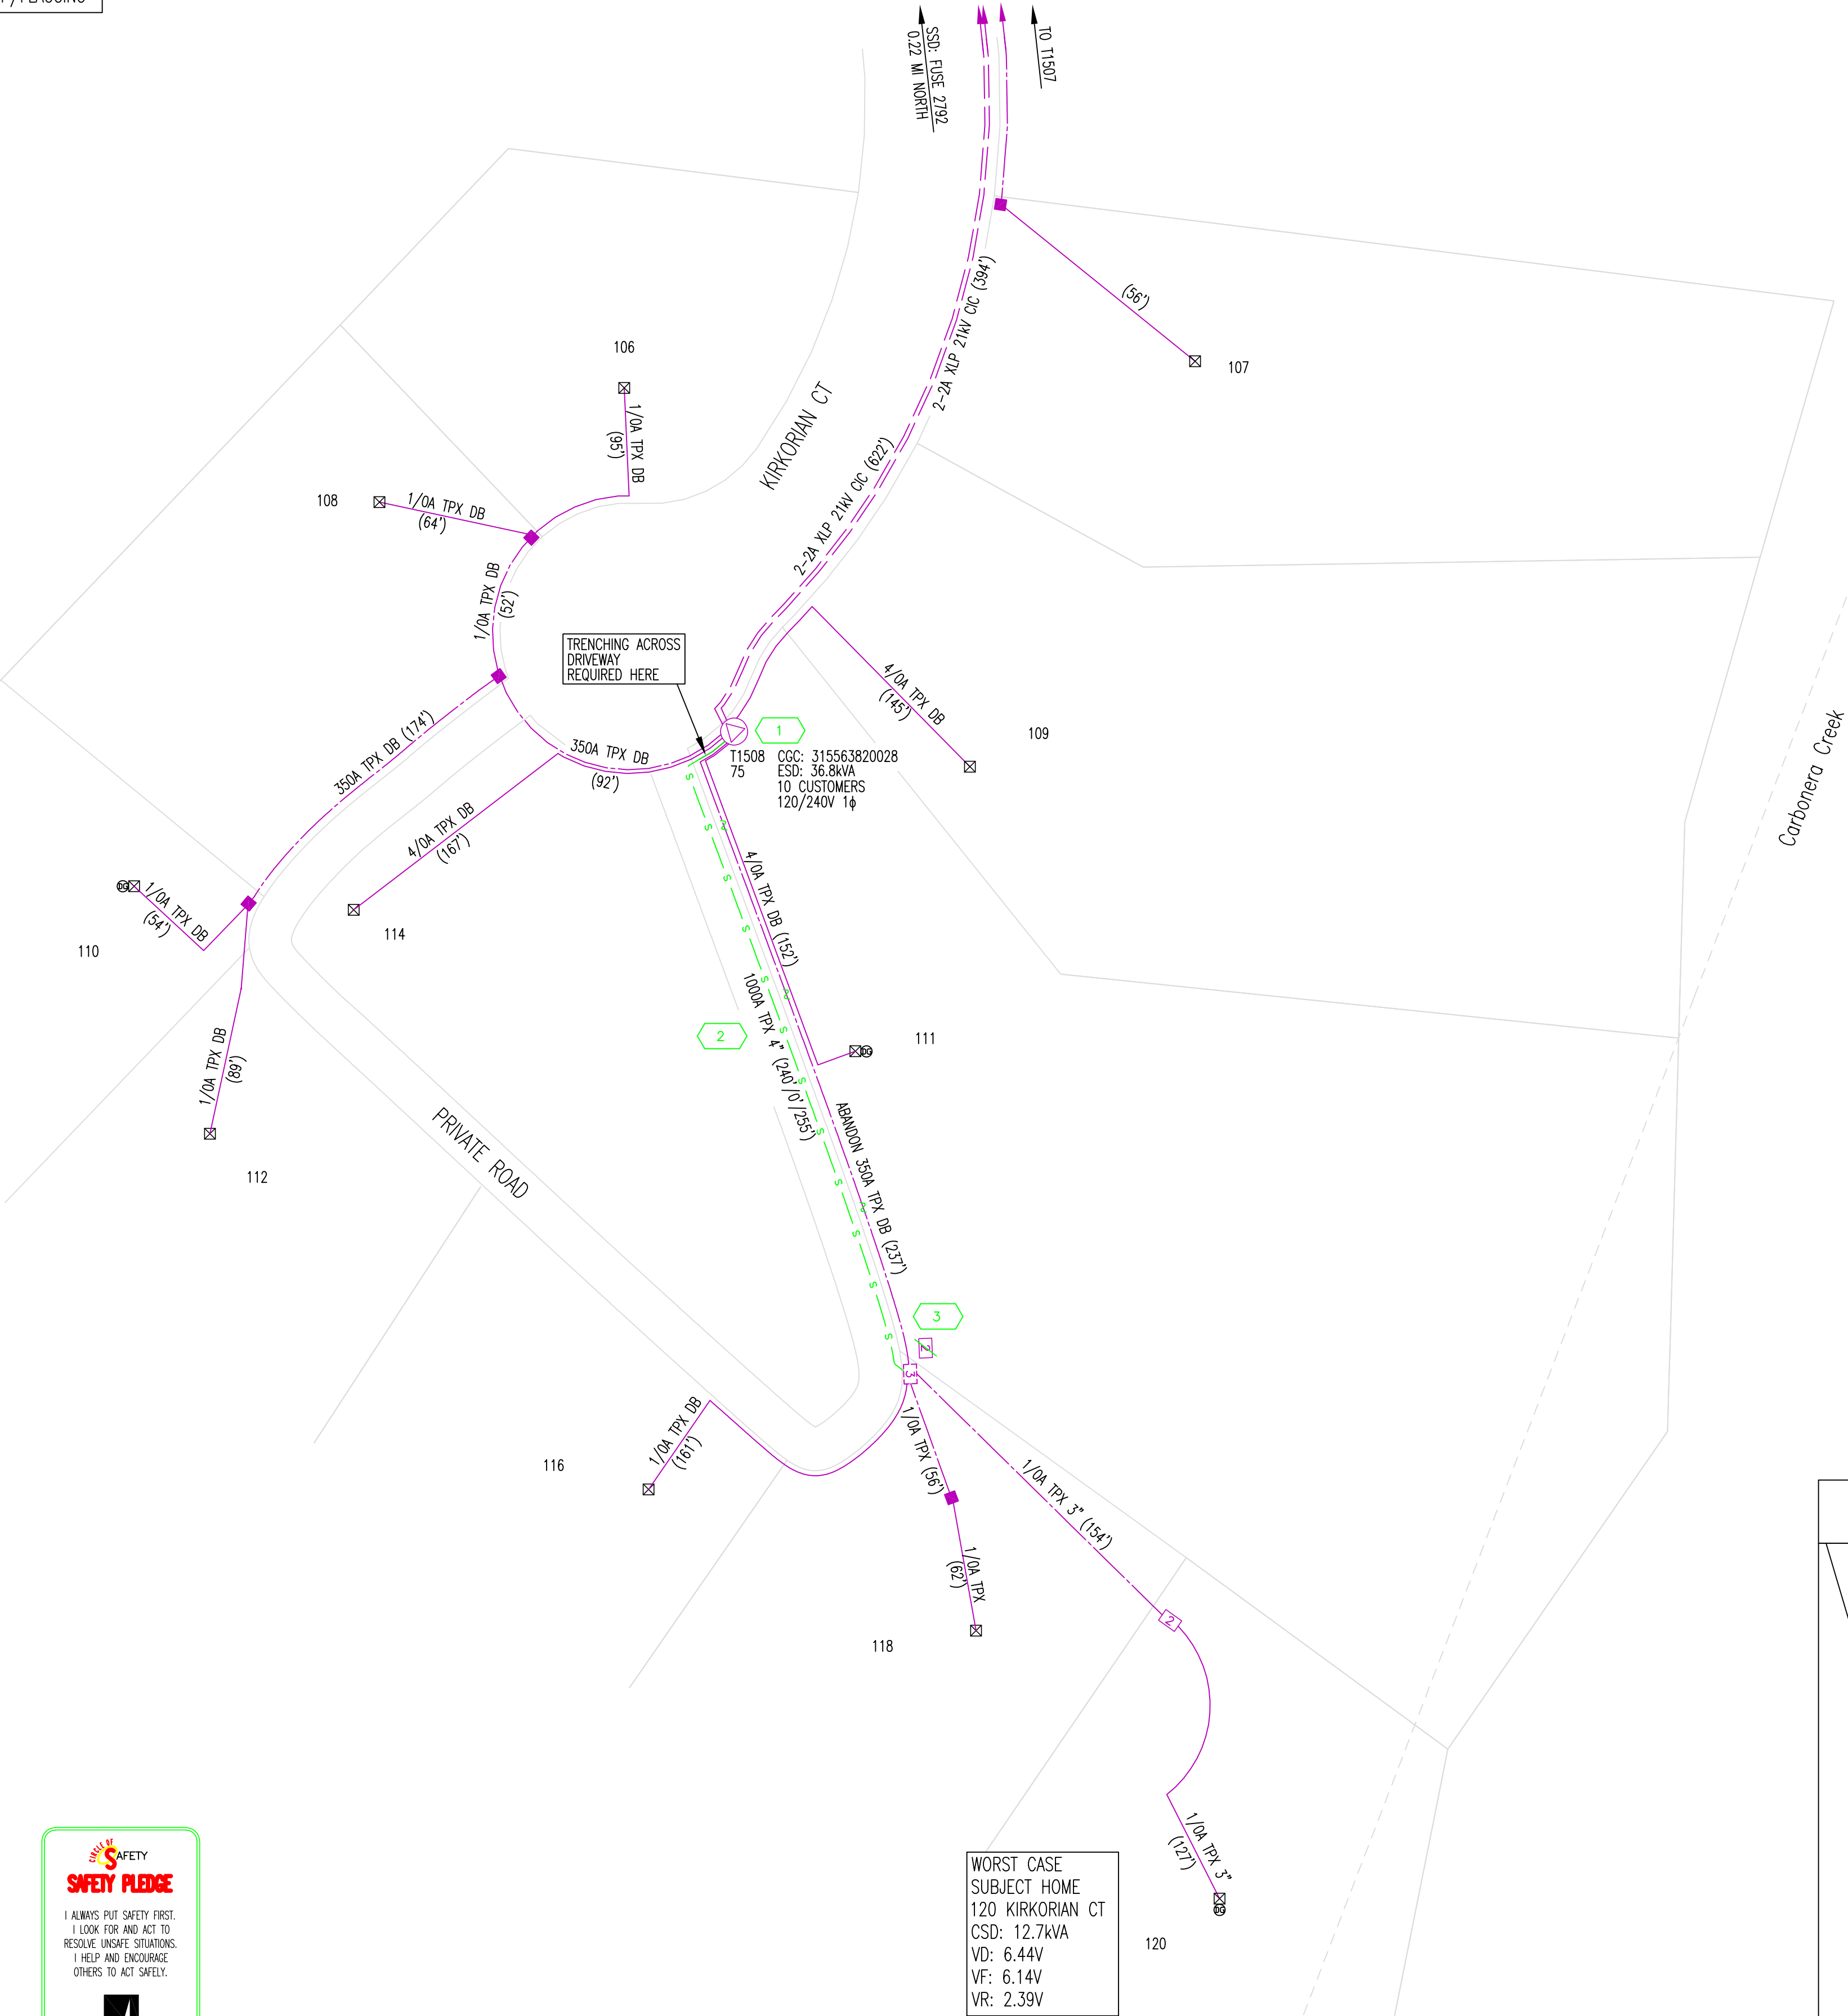 SSD: FUSE 2792
0.22 MI NORTH
TO T1507
2-2A XLP 21kV CIC (394')
(56')
107
106
1/0A TPX DB
(95')
KIRKORIAN CT
108
1/0A TPX DB
(64')
2-2A XLP 21kV CIC (622')
1/0A TPX DB
(52')
TRENCHING ACROSS
DRIVEWAY
REQUIRED HERE
4/0A TPX DB
(145')
109
1
T1508
75
CGC: 315563820028
ESD: 36.8kVA
10 CUSTOMERS
120/240V 1ϕ
350A TPX DB (174')
350A TPX DB
(92')
Carbonera Creek
4/0A TPX DB
(167')
114
DG
1/0A TPX DB
(54')
110
4/0A TPX DB (152')
1000A TPX 4" (240'/0'/255')
2
111
DG
1/0A TPX DB
(89')
112
PRIVATE ROAD
ABANDON 350A TPX DB (237')
3
2
3
1/0A TPX DB
(161')
116
1/0A TPX (56')
1/0A TPX 3" (154')
1/0A TPX
(62')
118
2
1/0A TPX 3"
(127')
DG
120
WORST CASE
SUBJECT HOME
120 KIRKORIAN CT
CSD: 12.7kVA
VD: 6.44V
VF: 6.14V
VR: 2.39V
CIRCLE OF
SAFETY
SAFETY PLEDGE
I ALWAYS PUT SAFETY FIRST.
I LOOK FOR AND ACT TO
RESOLVE UNSAFE SITUATIONS.
I HELP AND ENCOURAGE
OTHERS TO ACT SAFELY.